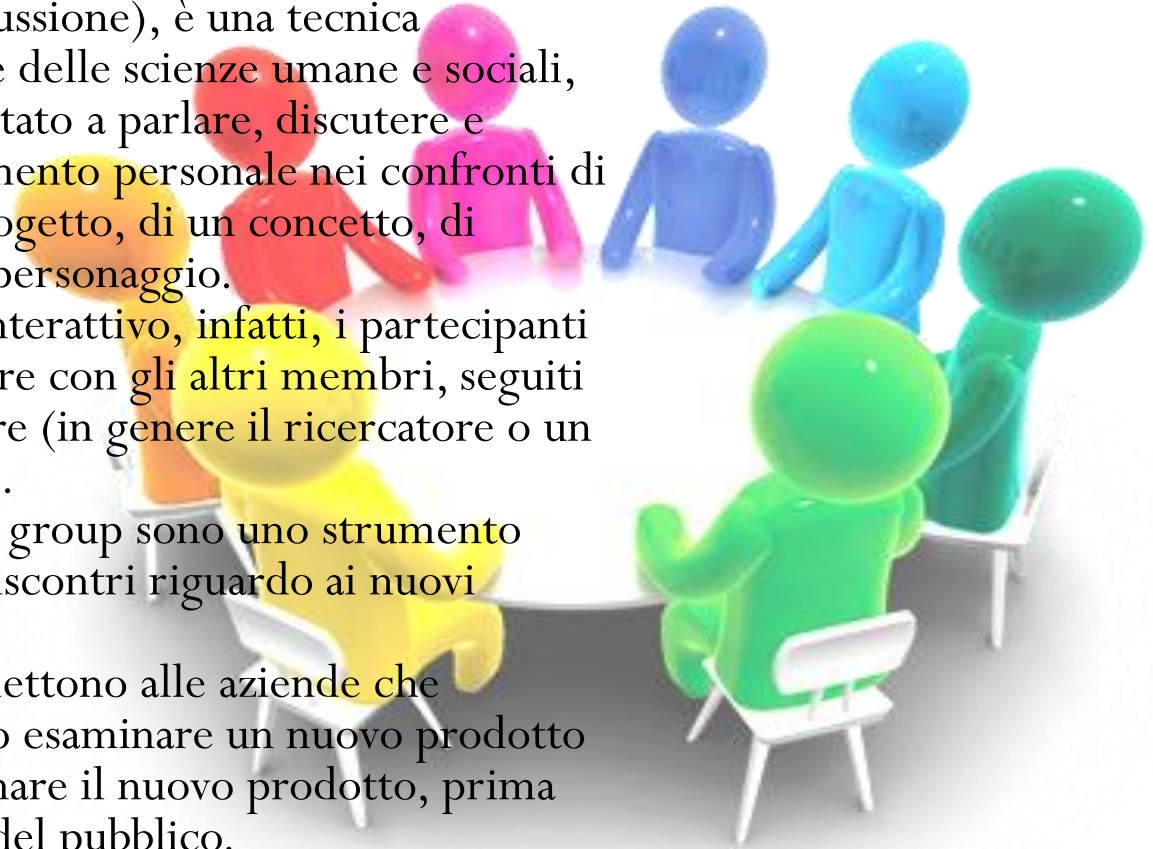 ussione), è una tecnica
e delle scienze umane e sociali,
tato a parlare, discutere e
mento personale nei confronti di
ogetto, di un concetto, di
personaggio.
nterattivo, infatti, i partecipanti
re con gli altri membri, seguiti
re (in genere il ricercatore o un
.
group sono uno strumento
iscontri riguardo ai nuovi
ettono alle aziende che
o esaminare un nuovo prodotto
nare il nuovo prodotto, prima
del pubblico.